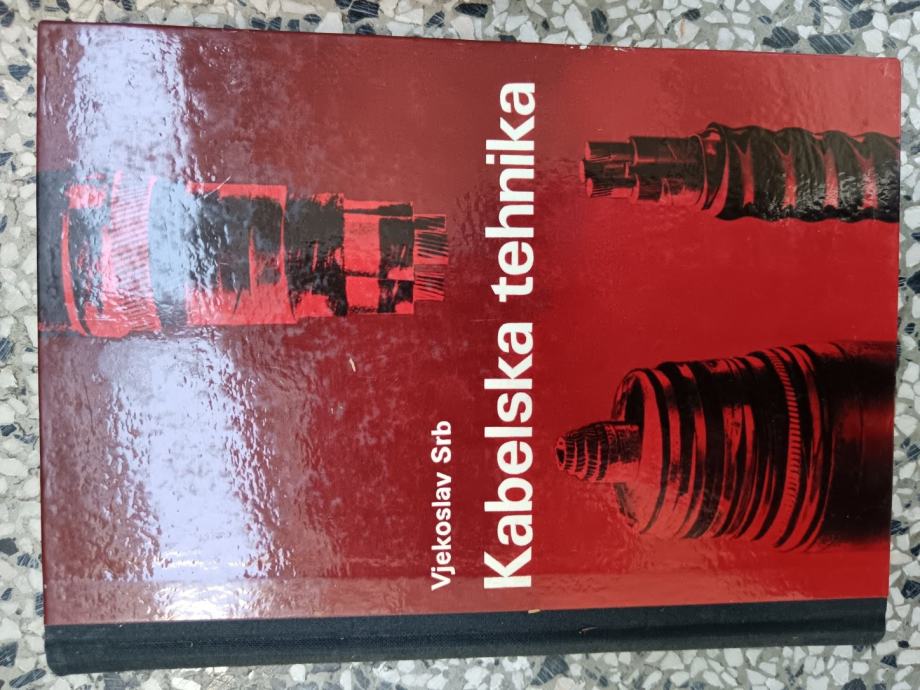 Vjekoslav Srb
Kabelska tehnika